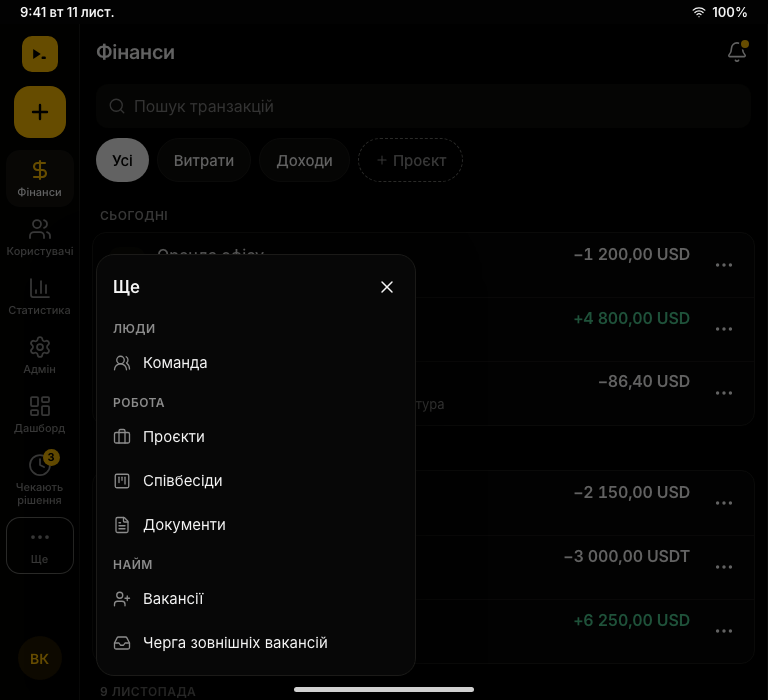 9:41 вт 11 лист.
100%
Фінанси
Пошук транзакцій
Усі
Витрати
Доходи
+ Проєкт
Фінанси
Користувачі
Статистика
Адмін
Дашборд
3
Чекають
рішення
Ще
ВК
СЬОГОДНІ
Оренда офісу
−1 200,00 USD
+4 800,00 USD
−86,40 USD
тура
−2 150,00 USD
−3 000,00 USDT
+6 250,00 USD
9 ЛИСТОПАДА
Ще
ЛЮДИ
Команда
РОБОТА
Проєкти
Співбесіди
Документи
НАЙМ
Вакансії
Черга зовнішніх вакансій